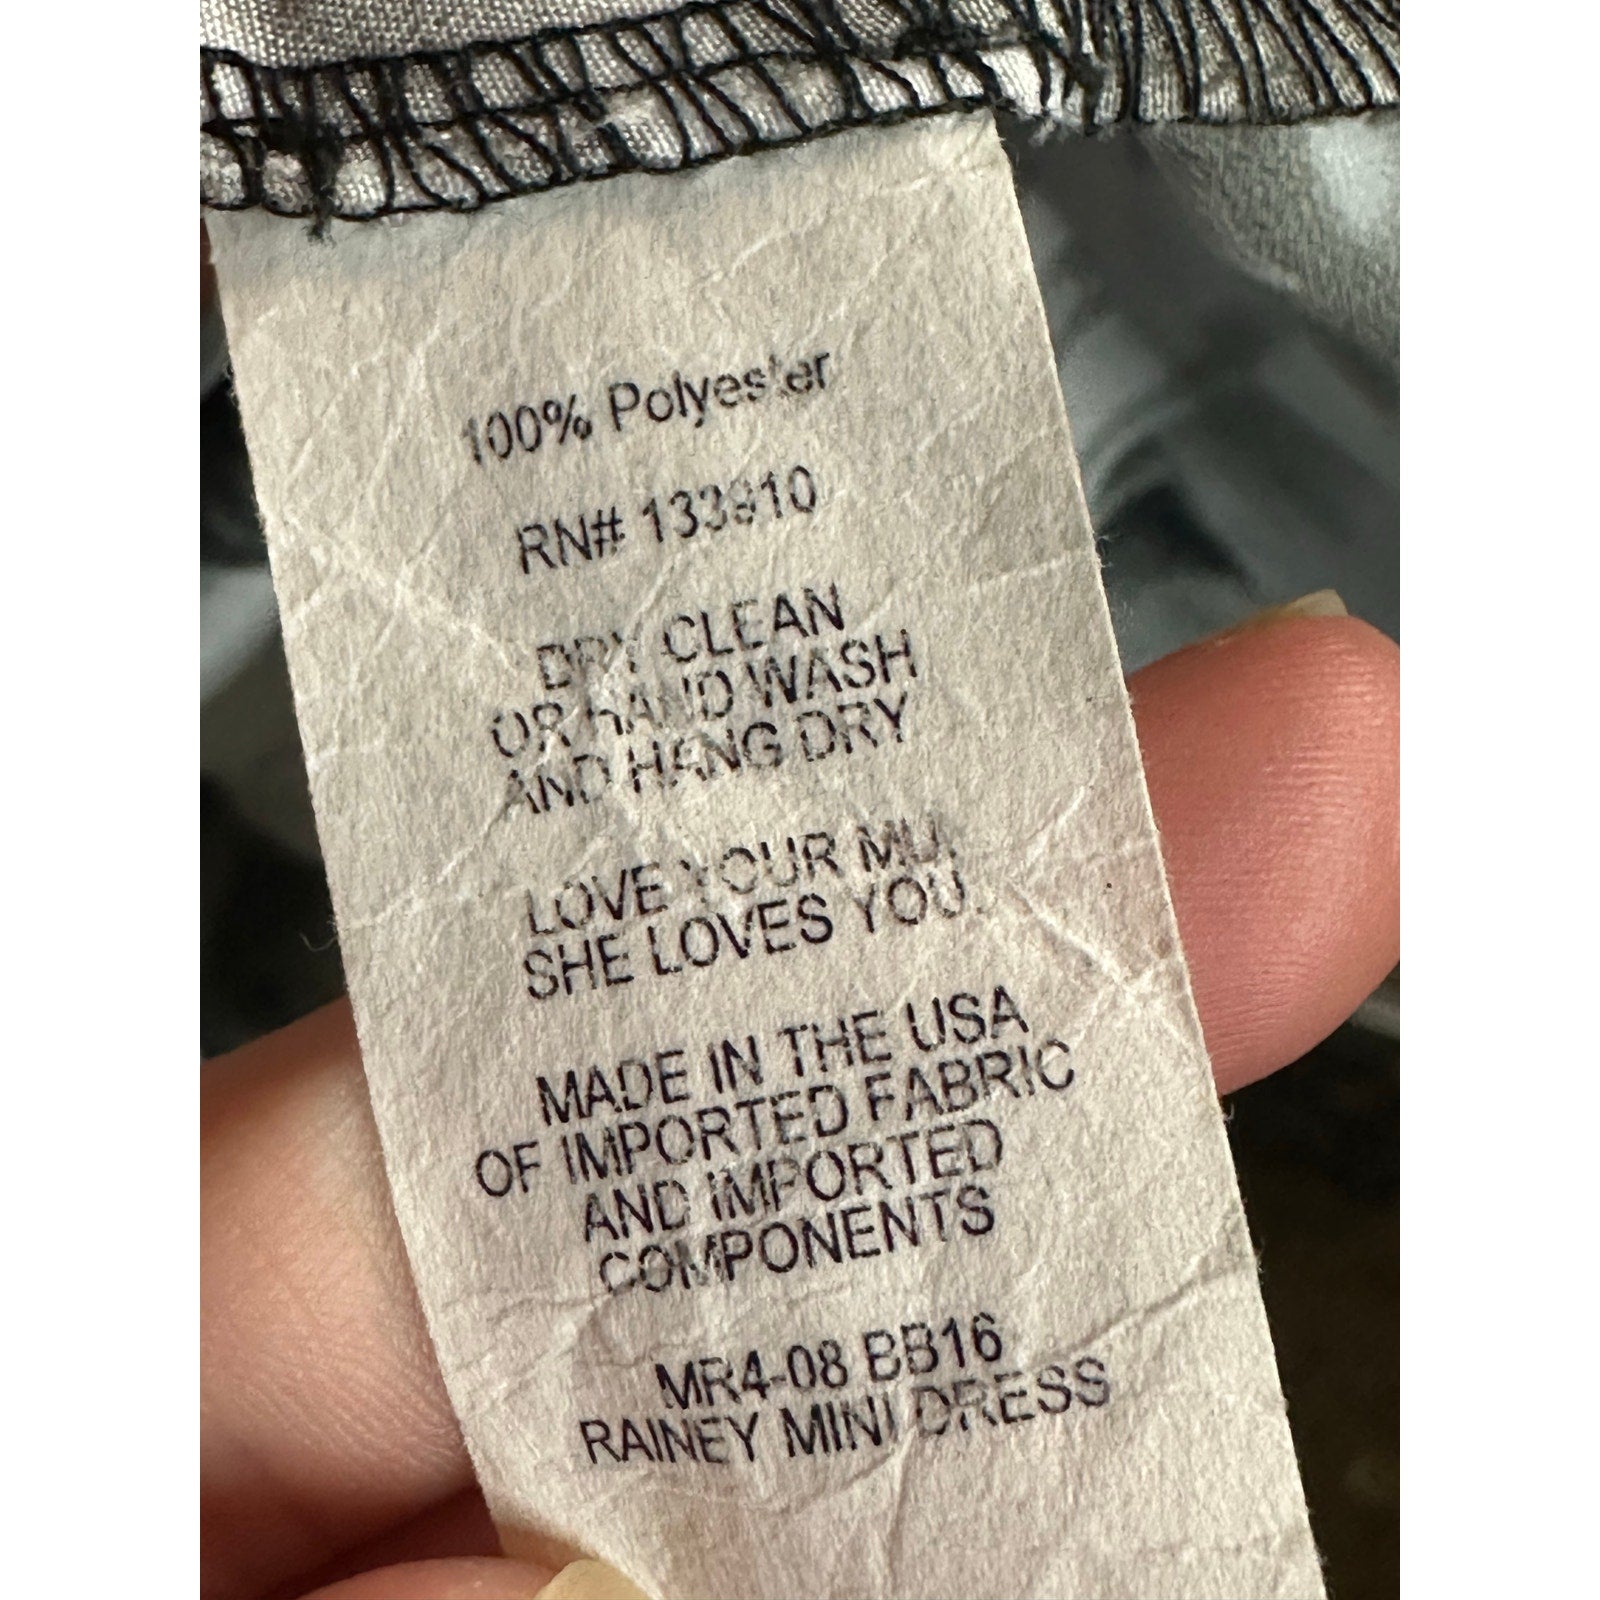 100% Polyester
RN# 133910
DRY CLEAN
OR HAND WASH
AND HANG DRY
LOVE YOUR MU.
SHE LOVES YOU.
MADE IN THE USA
OF IMPORTED FABRIC
AND IMPORTED
COMPONENTS
MR4-08 BB16
RAINEY MINI DRESS